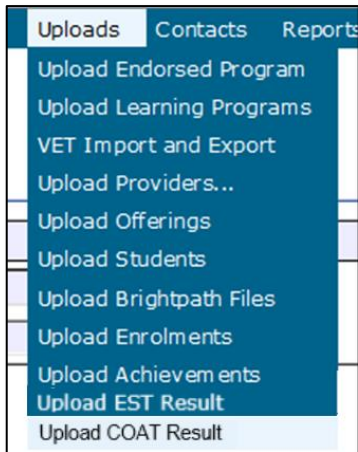 Uploads Contacts Reports
Upload Endorsed Program
Upload Learning Programs
VET Import and Export
Upload Providers...
Upload Offerings
Upload Students
Upload Brightpath Files
Upload Enrolments
Upload Achievements
Upload EST Result
Upload COAT Result